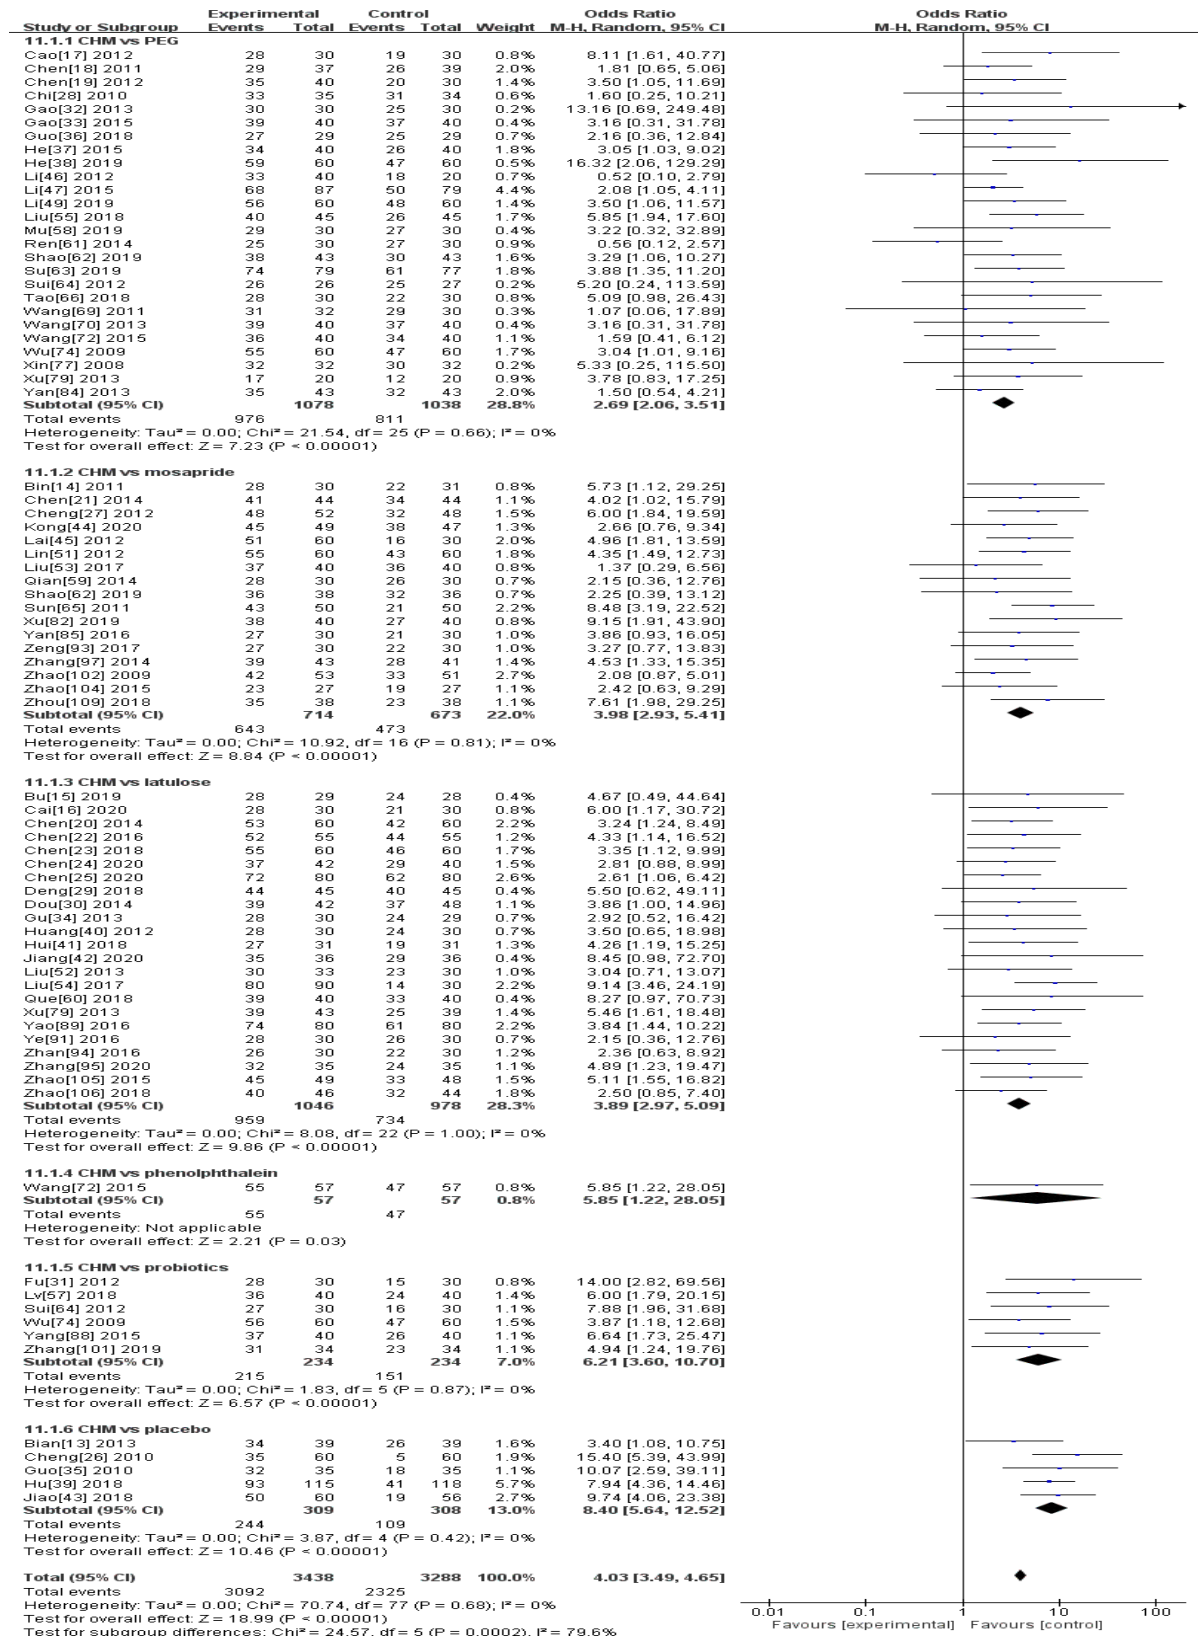 Experimental Control Odds Ratio Odds Ratio
Study or Subgroup Events Total Events Total Weight M-H, Random, 95% CI M-H, Random, 95% CI
11.1.1 CHM vs PEG
Cao[17] 2012 28 30 19 30 0.8% 8.11 [1.61, 40.77]
Chen[18] 2011 29 37 26 39 2.0% 1.81 [0.65, 5.06]
Chen[19] 2012 35 40 20 30 1.4% 3.50 [1.05, 11.69]
Chi[28] 2010 33 35 31 34 0.6% 1.60 [0.25, 10.21]
Gao[32] 2013 30 30 25 30 0.2% 13.16 [0.69, 249.48]
Gao[33] 2015 39 40 37 40 0.4% 3.16 [0.31, 31.78]
Guo[36] 2018 27 29 25 29 0.7% 2.16 [0.36, 12.84]
He[37] 2015 34 40 26 40 1.8% 3.05 [1.03, 9.02]
He[38] 2019 59 60 47 60 0.5% 16.32 [2.06, 129.29]
Li[46] 2012 33 40 18 20 0.7% 0.52 [0.10, 2.79]
Li[47] 2015 68 87 50 79 4.4% 2.08 [1.05, 4.11]
Li[49] 2019 56 60 48 60 1.4% 3.50 [1.06, 11.57]
Liu[55] 2018 40 45 26 45 1.7% 5.85 [1.94, 17.60]
Mu[58] 2019 29 30 27 30 0.4% 3.22 [0.32, 32.89]
Ren[61] 2014 25 30 27 30 0.9% 0.56 [0.12, 2.57]
Shao[62] 2019 38 43 30 43 1.6% 3.29 [1.06, 10.27]
Su[63] 2019 74 79 61 77 1.8% 3.88 [1.35, 11.20]
Sui[64] 2012 26 26 25 27 0.2% 5.20 [0.24, 113.59]
Tao[66] 2018 28 30 22 30 0.8% 5.09 [0.98, 26.43]
Wang[69] 2011 31 32 29 30 0.3% 1.07 [0.06, 17.89]
Wang[70] 2013 39 40 37 40 0.4% 3.16 [0.31, 31.78]
Wang[72] 2015 36 40 34 40 1.1% 1.59 [0.41, 6.12]
Wu[74] 2009 55 60 47 60 1.7% 3.04 [1.01, 9.16]
Xin[77] 2008 32 32 30 32 0.2% 5.33 [0.25, 115.50]
Xu[79] 2013 17 20 12 20 0.9% 3.78 [0.83, 17.25]
Yan[84] 2013 35 43 32 43 2.0% 1.50 [0.54, 4.21]
Subtotal (95% CI) 1078 1038 28.8% 2.69 [2.06, 3.51]
Total events 976 811
Heterogeneity: Tau² = 0.00; Chi² = 21.54, df = 25 (P = 0.66); I² = 0%
Test for overall effect: Z = 7.23 (P < 0.00001)
11.1.2 CHM vs mosapride
Bin[14] 2011 28 30 22 31 0.8% 5.73 [1.12, 29.25]
Chen[21] 2014 41 44 34 44 1.1% 4.02 [1.02, 15.79]
Cheng[27] 2012 48 52 32 48 1.5% 6.00 [1.84, 19.59]
Kong[44] 2020 45 49 38 47 1.3% 2.66 [0.76, 9.34]
Lai[45] 2012 51 60 16 30 2.0% 4.96 [1.81, 13.59]
Lin[51] 2012 55 60 43 60 1.8% 4.35 [1.49, 12.73]
Liu[53] 2017 37 40 36 40 0.8% 1.37 [0.29, 6.56]
Qian[59] 2014 28 30 26 30 0.7% 2.15 [0.36, 12.76]
Shao[62] 2019 36 38 32 36 0.7% 2.25 [0.39, 13.12]
Sun[65] 2011 43 50 21 50 2.2% 8.48 [3.19, 22.52]
Xu[82] 2019 38 40 27 40 0.9% 9.15 [1.91, 43.90]
Yan[85] 2016 27 30 21 30 1.0% 3.86 [0.93, 16.05]
Zeng[93] 2017 27 30 22 30 1.0% 3.27 [0.77, 13.83]
Zhang[97] 2014 39 43 28 41 1.4% 4.53 [1.33, 15.35]
Zhao[102] 2009 42 53 33 51 2.7% 2.08 [0.87, 5.01]
Zhao[104] 2015 23 27 19 27 1.1% 2.42 [0.63, 9.29]
Zhou[109] 2018 35 38 23 38 1.1% 7.61 [1.98, 29.25]
Subtotal (95% CI) 714 673 22.0% 3.98 [2.93, 5.41]
Total events 643 473
Heterogeneity: Tau² = 0.00; Chi² = 10.92, df = 16 (P = 0.81); I² = 0%
Test for overall effect: Z = 8.84 (P < 0.00001)
11.1.3 CHM vs latulose
Bu[15] 2019 28 29 24 28 0.4% 4.67 [0.49, 44.64]
Cai[16] 2020 28 30 21 30 0.8% 6.00 [1.17, 30.72]
Chen[20] 2014 53 60 42 60 2.2% 3.24 [1.24, 8.49]
Chen[22] 2016 52 55 44 55 1.2% 4.33 [1.14, 16.52]
Chen[23] 2018 55 60 46 60 1.7% 3.35 [1.12, 9.99]
Chen[24] 2020 37 42 29 40 1.5% 2.81 [0.88, 8.99]
Chen[25] 2020 72 80 62 80 2.6% 2.61 [1.06, 6.42]
Deng[29] 2018 44 45 40 45 0.4% 5.50 [0.62, 49.11]
Dou[30] 2014 39 42 37 48 1.2% 3.86 [1.00, 14.96]
Gu[34] 2013 28 30 24 29 0.7% 2.92 [0.52, 16.42]
Huang[40] 2012 28 30 24 30 0.7% 3.50 [0.65, 18.98]
Hui[41] 2018 27 31 19 31 1.3% 4.26 [1.19, 15.25]
Jiang[42] 2020 35 36 29 36 0.4% 8.45 [0.98, 72.70]
Liu[52] 2013 30 33 23 30 1.0% 3.04 [0.71, 13.07]
Liu[54] 2017 80 90 14 30 2.2% 9.14 [3.46, 24.19]
Que[60] 2018 39 40 33 40 0.4% 8.27 [0.97, 70.73]
Xu[79] 2013 39 43 25 39 1.4% 5.46 [1.61, 18.48]
Yao[89] 2016 74 80 61 80 2.2% 3.84 [1.44, 10.22]
Ye[91] 2016 28 30 26 30 0.7% 2.15 [0.36, 12.76]
Zhan[94] 2016 26 30 22 30 1.2% 2.36 [0.63, 8.92]
Zhang[95] 2020 32 35 24 35 1.1% 4.89 [1.23, 19.47]
Zhao[105] 2015 45 49 33 48 1.5% 5.11 [1.55, 16.82]
Zhao[106] 2018 40 46 32 44 1.8% 2.50 [0.85, 7.40]
Subtotal (95% CI) 1046 978 28.3% 3.89 [2.97, 5.09]
Total events 959 734
Heterogeneity: Tau² = 0.00; Chi² = 8.08, df = 22 (P = 1.00); I² = 0%
Test for overall effect: Z = 9.86 (P < 0.00001)
11.1.4 CHM vs phenolphthalein
Wang[72] 2015 55 57 47 57 0.8% 5.85 [1.22, 28.05]
Subtotal (95% CI) 57 57 0.8% 5.85 [1.22, 28.05]
Total events 55 47
Heterogeneity: Not applicable
Test for overall effect: Z = 2.21 (P = 0.03)
11.1.5 CHM vs probiotics
Fu[31] 2012 28 30 15 30 0.8% 14.00 [2.82, 69.56]
Lv[57] 2018 36 40 24 40 1.4% 6.00 [1.79, 20.15]
Sui[64] 2012 27 30 16 30 1.1% 7.88 [1.96, 31.68]
Wu[74] 2009 56 60 47 60 1.4% 3.87 [1.18, 12.68]
Yang[88] 2015 37 40 26 40 1.1% 6.64 [1.73, 25.47]
Zhang[101] 2019 31 34 23 34 1.1% 4.94 [1.24, 19.76]
Subtotal (95% CI) 234 234 7.0% 6.21 [3.60, 10.70]
Total events 215 151
Heterogeneity: Tau² = 0.00; Chi² = 1.83, df = 5 (P = 0.87); I² = 0%
Test for overall effect: Z = 6.57 (P < 0.00001)
11.1.6 CHM vs placebo
Bian[13] 2013 34 39 26 39 1.6% 3.40 [1.08, 10.75]
Cheng[26] 2010 35 60 5 60 1.9% 15.40 [5.39, 43.99]
Guo[35] 2010 32 35 18 35 1.1% 10.07 [2.59, 39.11]
Hu[39] 2018 93 115 41 118 5.7% 7.94 [4.36, 14.46]
Jiao[43] 2018 50 60 19 56 2.7% 9.74 [4.06, 23.38]
Subtotal (95% CI) 309 308 13.0% 8.40 [5.64, 12.52]
Total events 244 109
Heterogeneity: Tau² = 0.00; Chi² = 3.87, df = 4 (P = 0.42); I² = 0%
Test for overall effect: Z = 10.46 (P < 0.00001)
Total (95% CI) 3438 3288 100.0% 4.03 [3.49, 4.65]
Total events 3092 2325
Heterogeneity: Tau² = 0.00; Chi² = 70.74, df = 77 (P = 0.68); I² = 0%
Test for overall effect: Z = 18.99 (P < 0.00001)
Test for subgroup differences: Chi² = 24.57, df = 5 (P = 0.0002), I² = 79.6%
0.01 0.1 1 10 100
Favours [experimental] Favours [control]